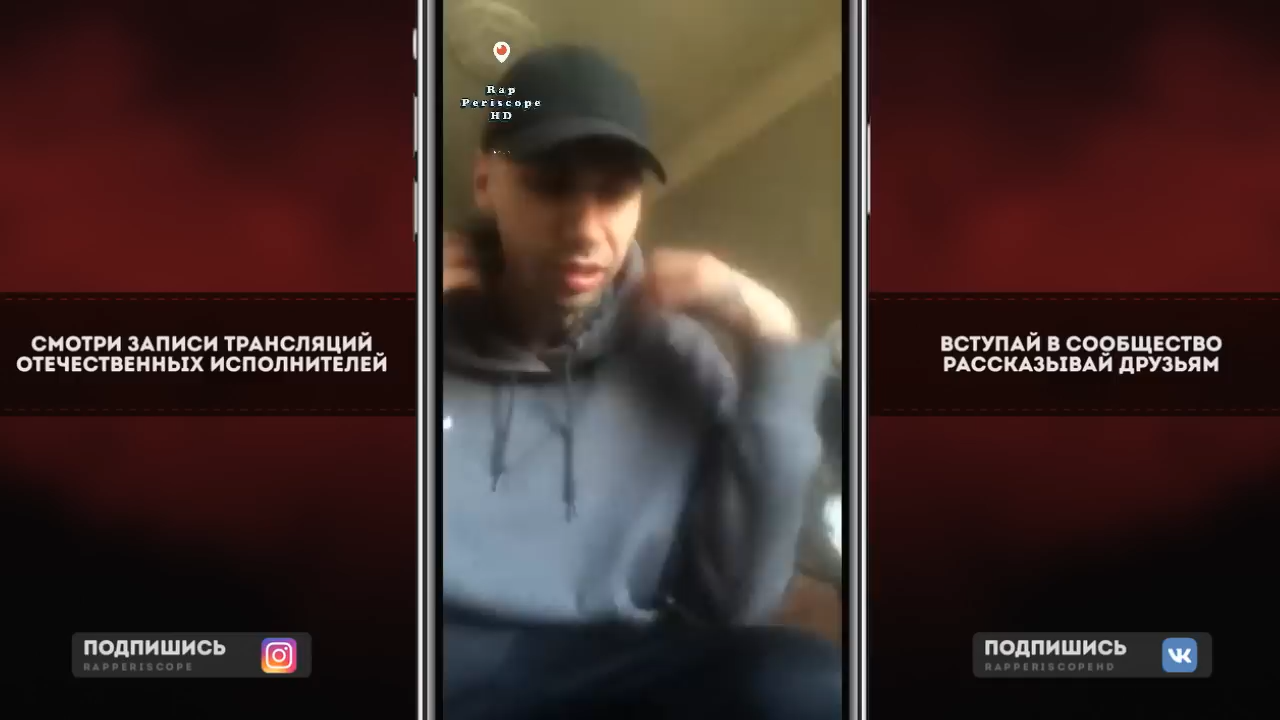 Rap
Periscope
HD
СМОТРИ ЗАПИСИ ТРАНСЛЯЦИЙ
ОТЕЧЕСТВЕННЫХ ИСПОЛНИТЕЛЕЙ
ВСТУПАЙ В СООБЩЕСТВО
РАССКАЗЫВАЙ ДРУЗЬЯМ
ПОДПИШИСЬ
RAPPERISCOPE
ПОДПИШИСЬ
RAPPERISCOPEHD